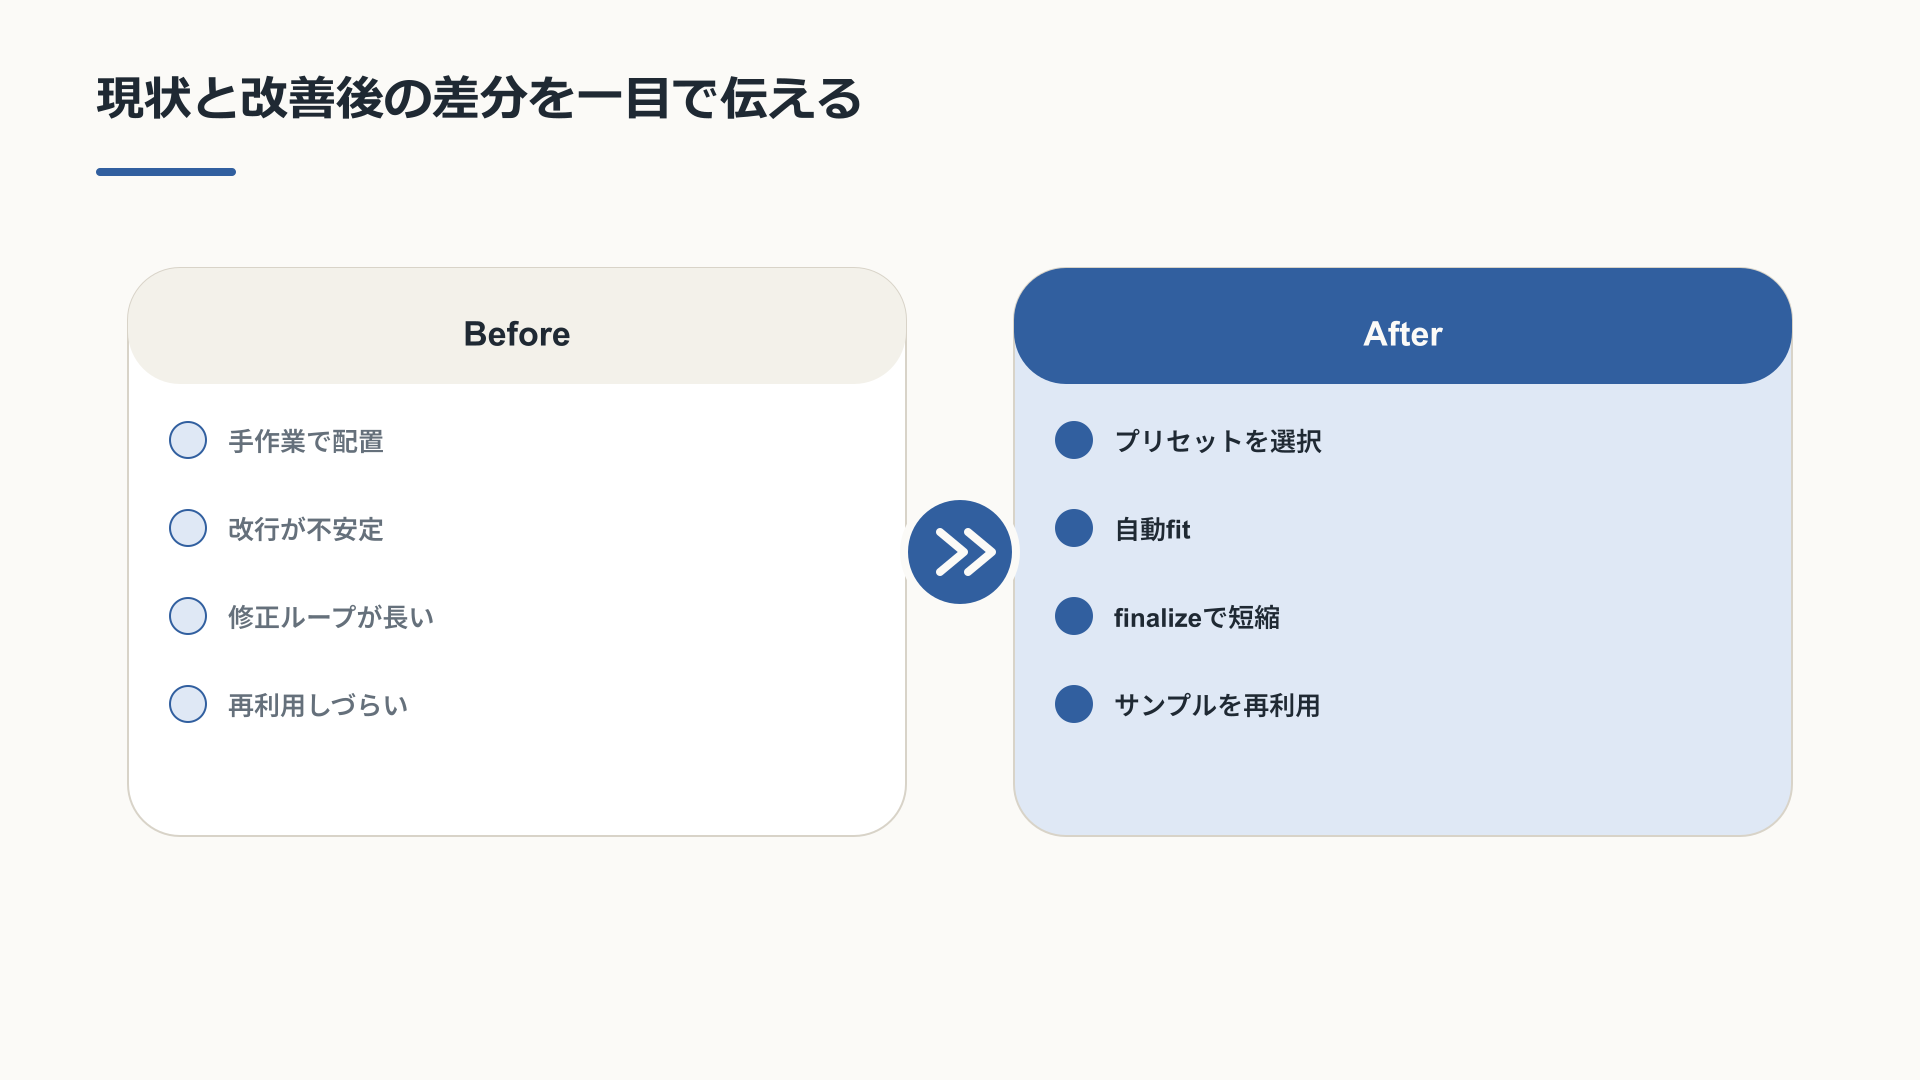 現状と改善後の差分を一目で伝える
Before
手作業で配置
改行が不安定
修正ループが長い
再利用しづらい
After
プリセットを選択
自動fit
finalizeで短縮
サンプルを再利用